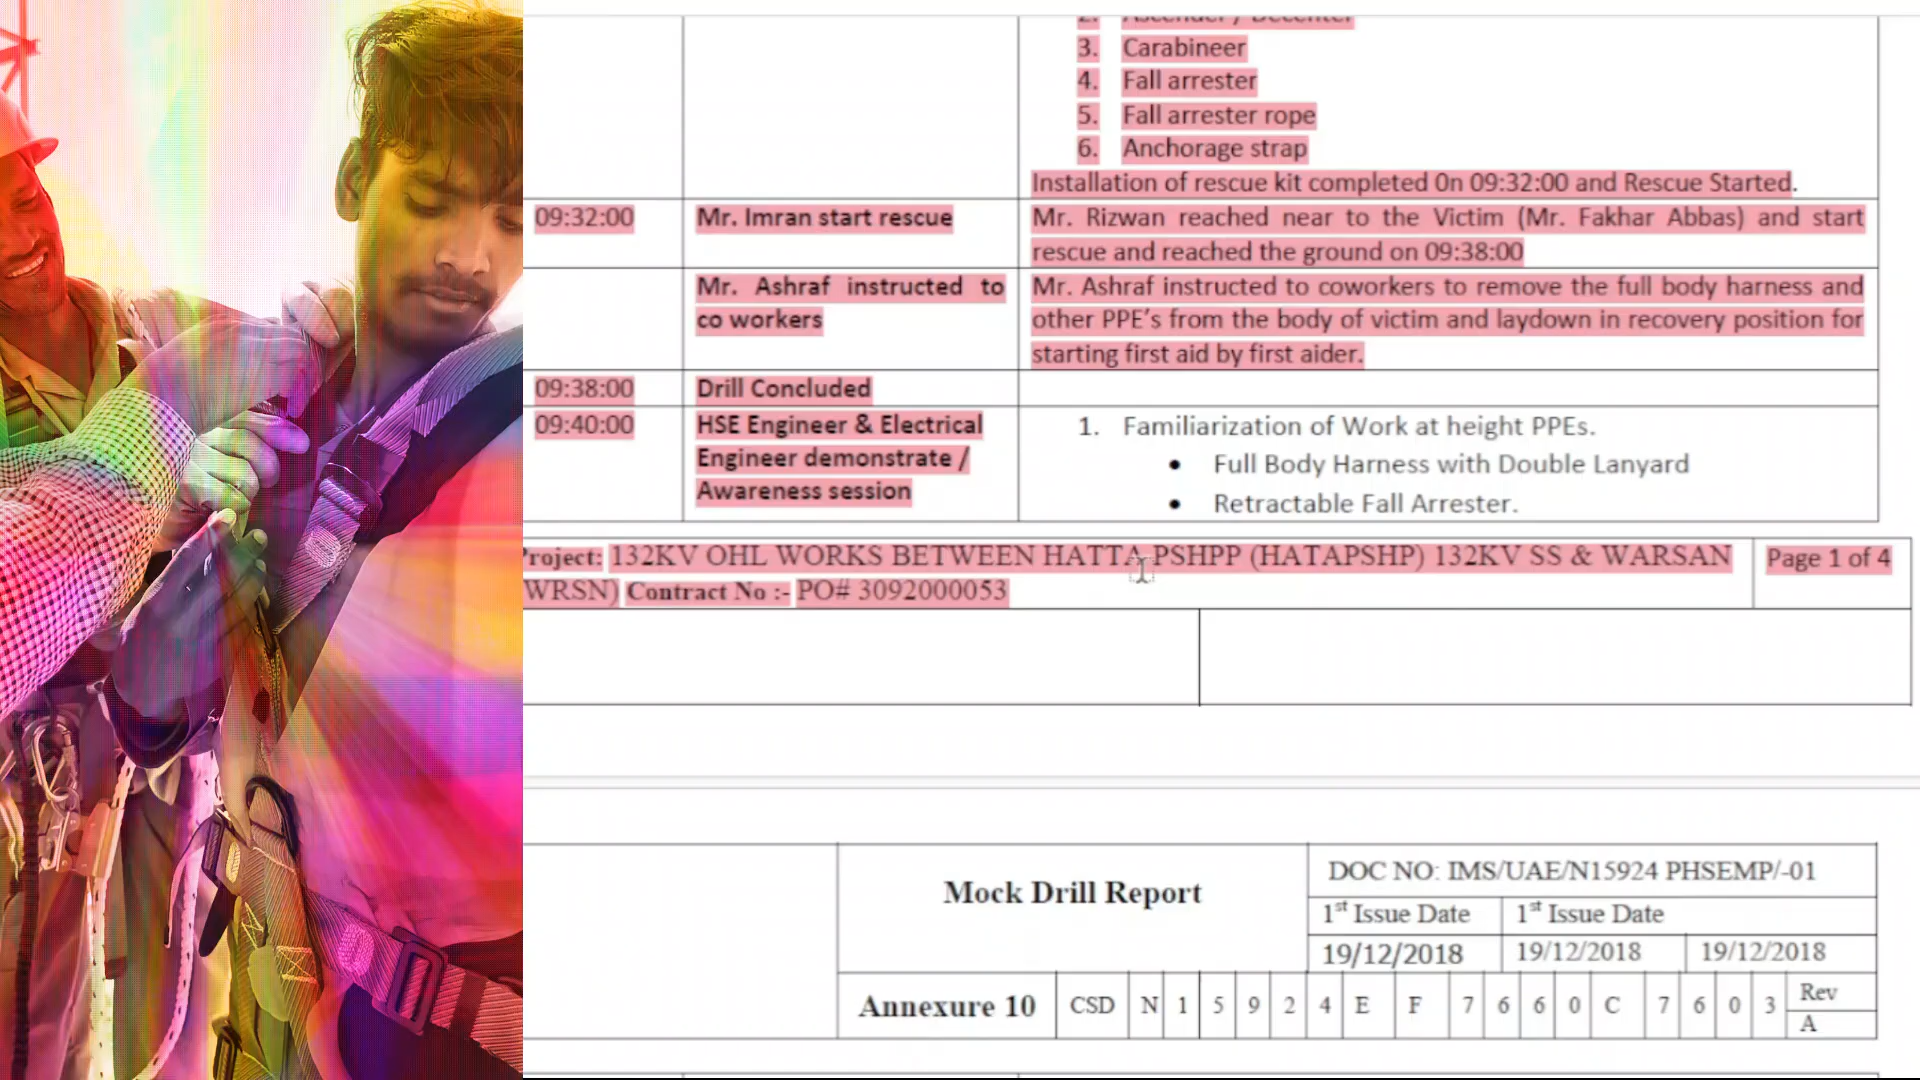 2. Ascender / Decenter
3. Carabineer
4. Fall arrester
5. Fall arrester rope
6. Anchorage strap
Installation of rescue kit completed 0n 09:32:00 and Rescue Started.
09:32:00 Mr. Imran start rescue Mr. Rizwan reached near to the Victim (Mr. Fakhar Abbas) and start
rescue and reached the ground on 09:38:00
Mr. Ashraf instructed to
co workers
Mr. Ashraf instructed to coworkers to remove the full body harness and
other PPE's from the body of victim and laydown in recovery position for
starting first aid by first aider.
09:38:00 Drill Concluded
09:40:00 HSE Engineer & Electrical
Engineer demonstrate /
Awareness session
1. Familiarization of Work at height PPEs.
• Full Body Harness with Double Lanyard
• Retractable Fall Arrester.
Project: 132KV OHL WORKS BETWEEN HATTA PSHPP (HATAPSHP) 132KV SS & WARSAN
WRSN) Contract No :- PO# 3092000053
Page 1 of 4
Mock Drill Report
DOC NO: IMS/UAE/N15924 PHSEMP/-01
1st Issue Date 1st Issue Date
19/12/2018 19/12/2018 19/12/2018
Annexure 10 CSD N 1 5 9 2 4 E F 7 6 6 0 C 7 6 0 3 Rev
A